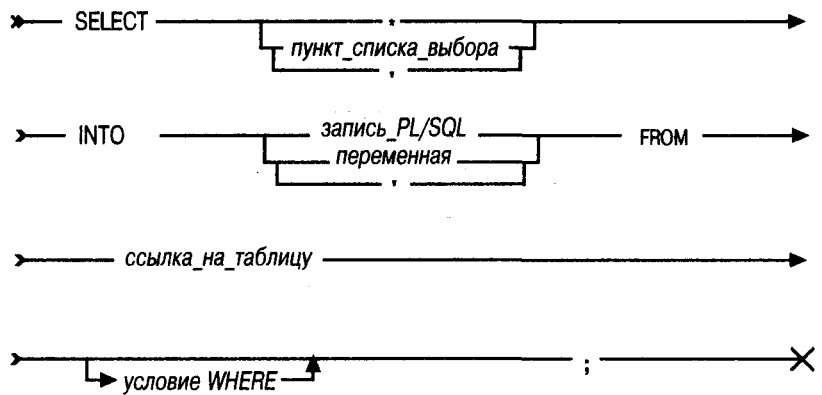 SELECT *
пункт_списка_выбора
,
INTO запись_PL/SQL FROM
переменная
,
ссылка_на_таблицу
условие WHERE ;